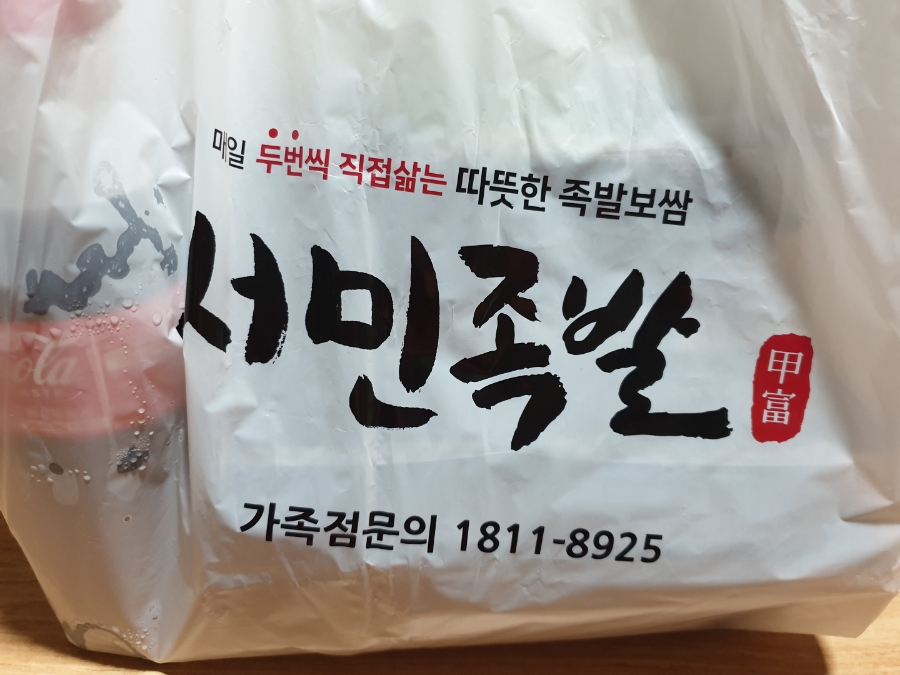 매일 두번씩 직접삶는 따뜻한 족발보쌈
서민족발
甲富
가족점문의 1811-8925